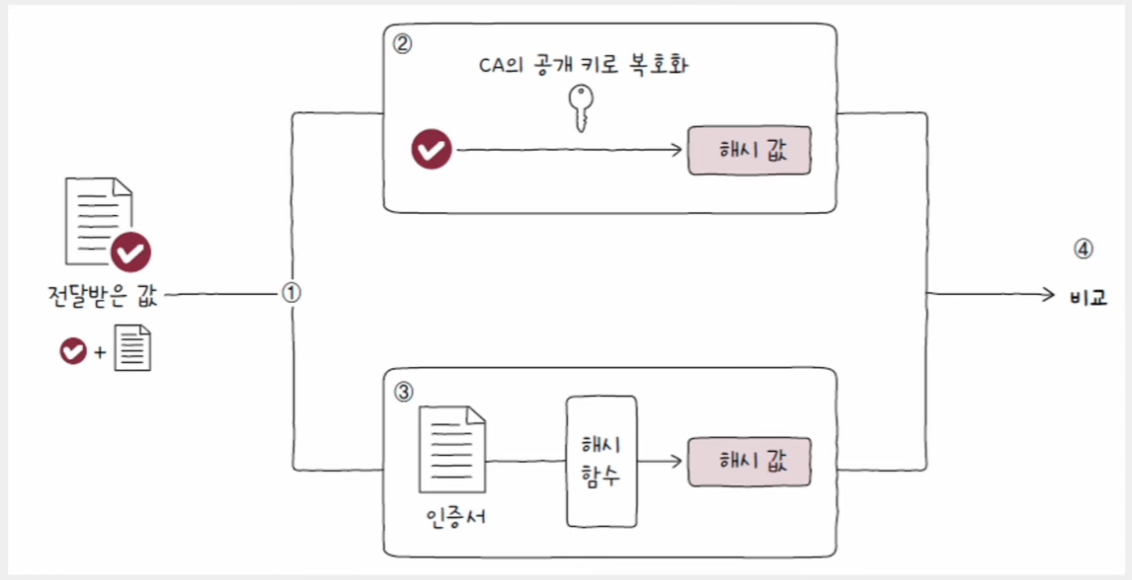 ②
CA의 공개 키로 복호화
해시 값
전달받은 값
①
+
④
비교
③
해시
함수
해시 값
인증서